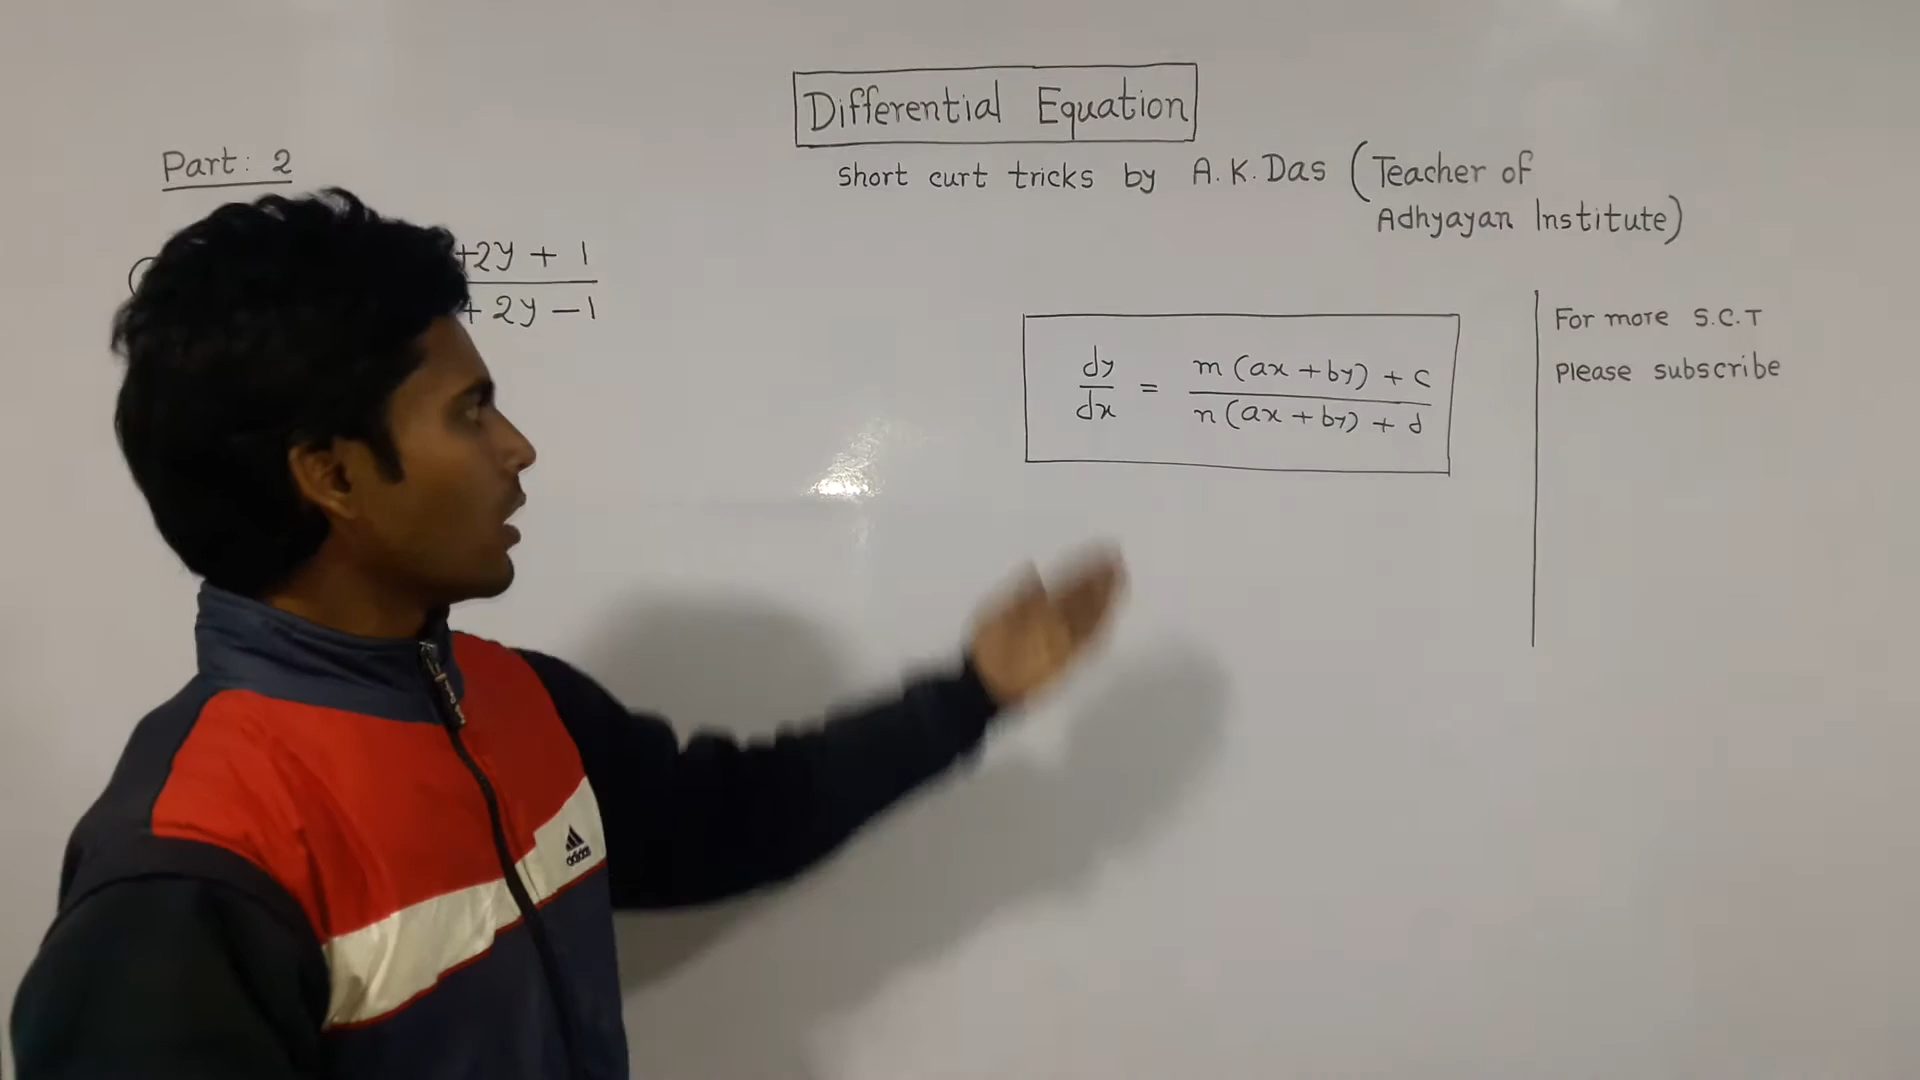 Differential Equation
Short curt tricks by A.K.Das (Teacher of
Adhyayan Institute)
Part: 2
+2y + 1
+ 2y - 1
dy/dx = m(ax+by)+c / n(ax+by)+d
For more S.C.T
Please subscribe
adidas